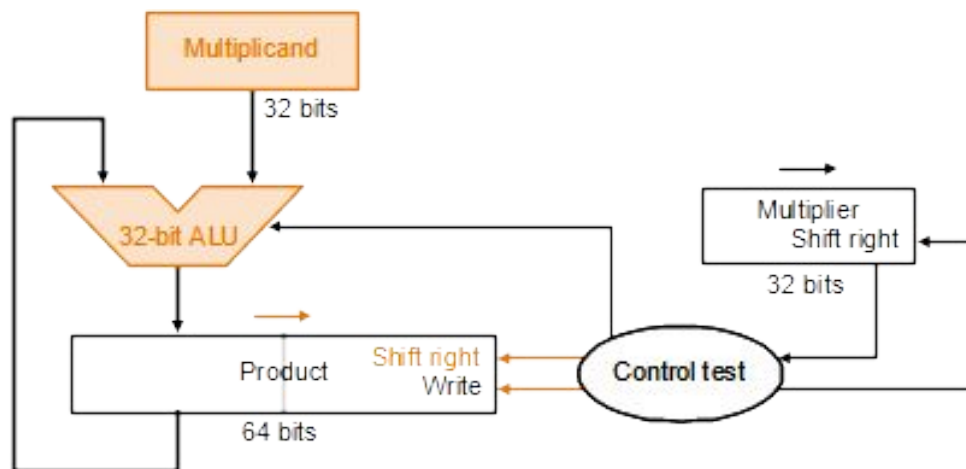 Multiplicand
32 bits
32-bit ALU
Multiplier
Shift right
32 bits
Product
Shift right
Write
64 bits
Control test